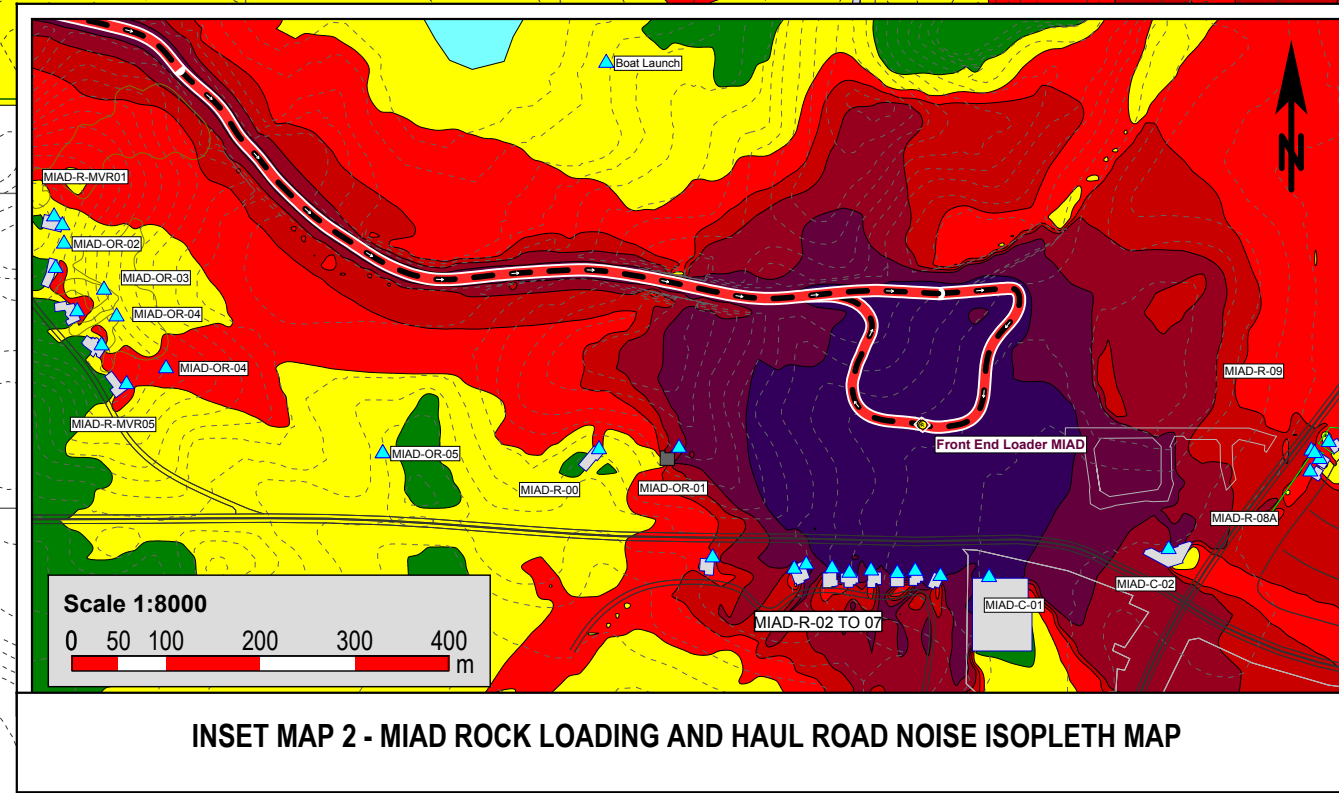 Boat Launch
N
MIAD-R-MVR01
MIAD-OR-02
MIAD-OR-03
MIAD-OR-04
MIAD-OR-04
MIAD-R-09
MIAD-R-MVR05
Front End Loader MIAD
MIAD-OR-05
MIAD-R-00
MIAD-OR-01
MIAD-R-08A
MIAD-C-02
MIAD-C-01
MIAD-R-02 TO 07
Scale 1:8000
0 50 100 200 300 400
m
INSET MAP 2 - MIAD ROCK LOADING AND HAUL ROAD NOISE ISOPLETH MAP